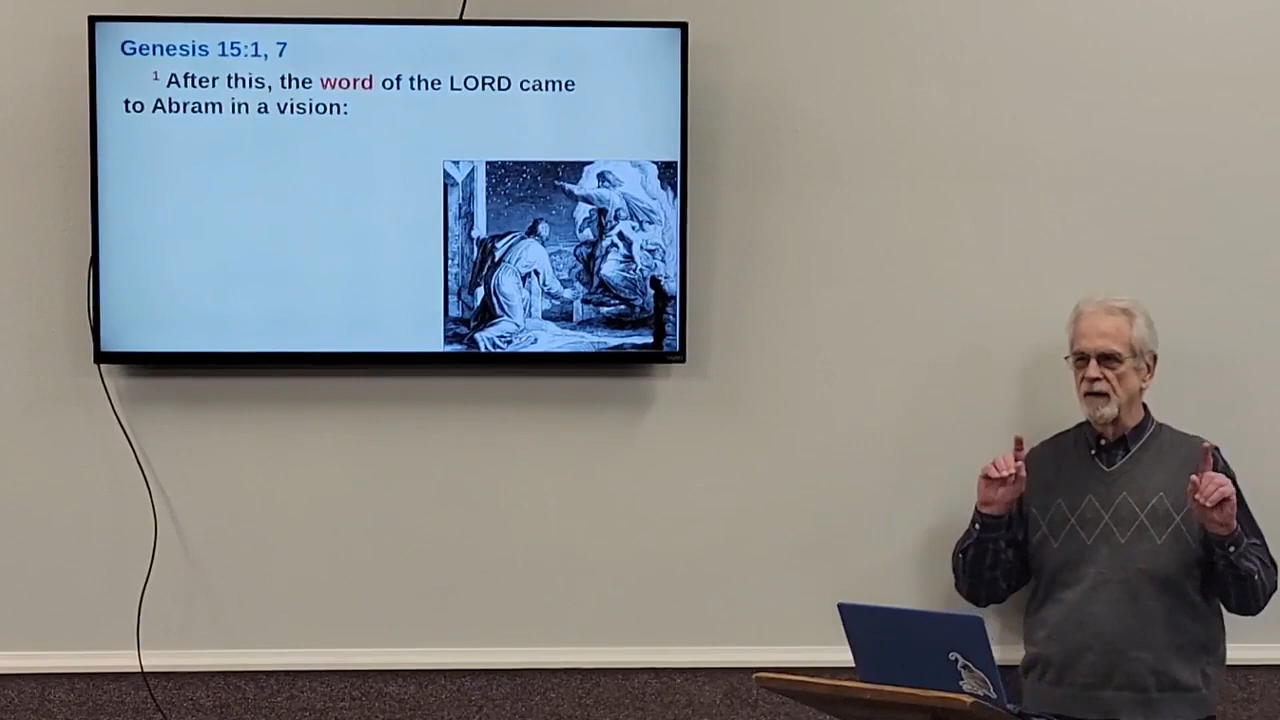 Genesis 15:1, 7
¹ After this, the word of the LORD came
to Abram in a vision: